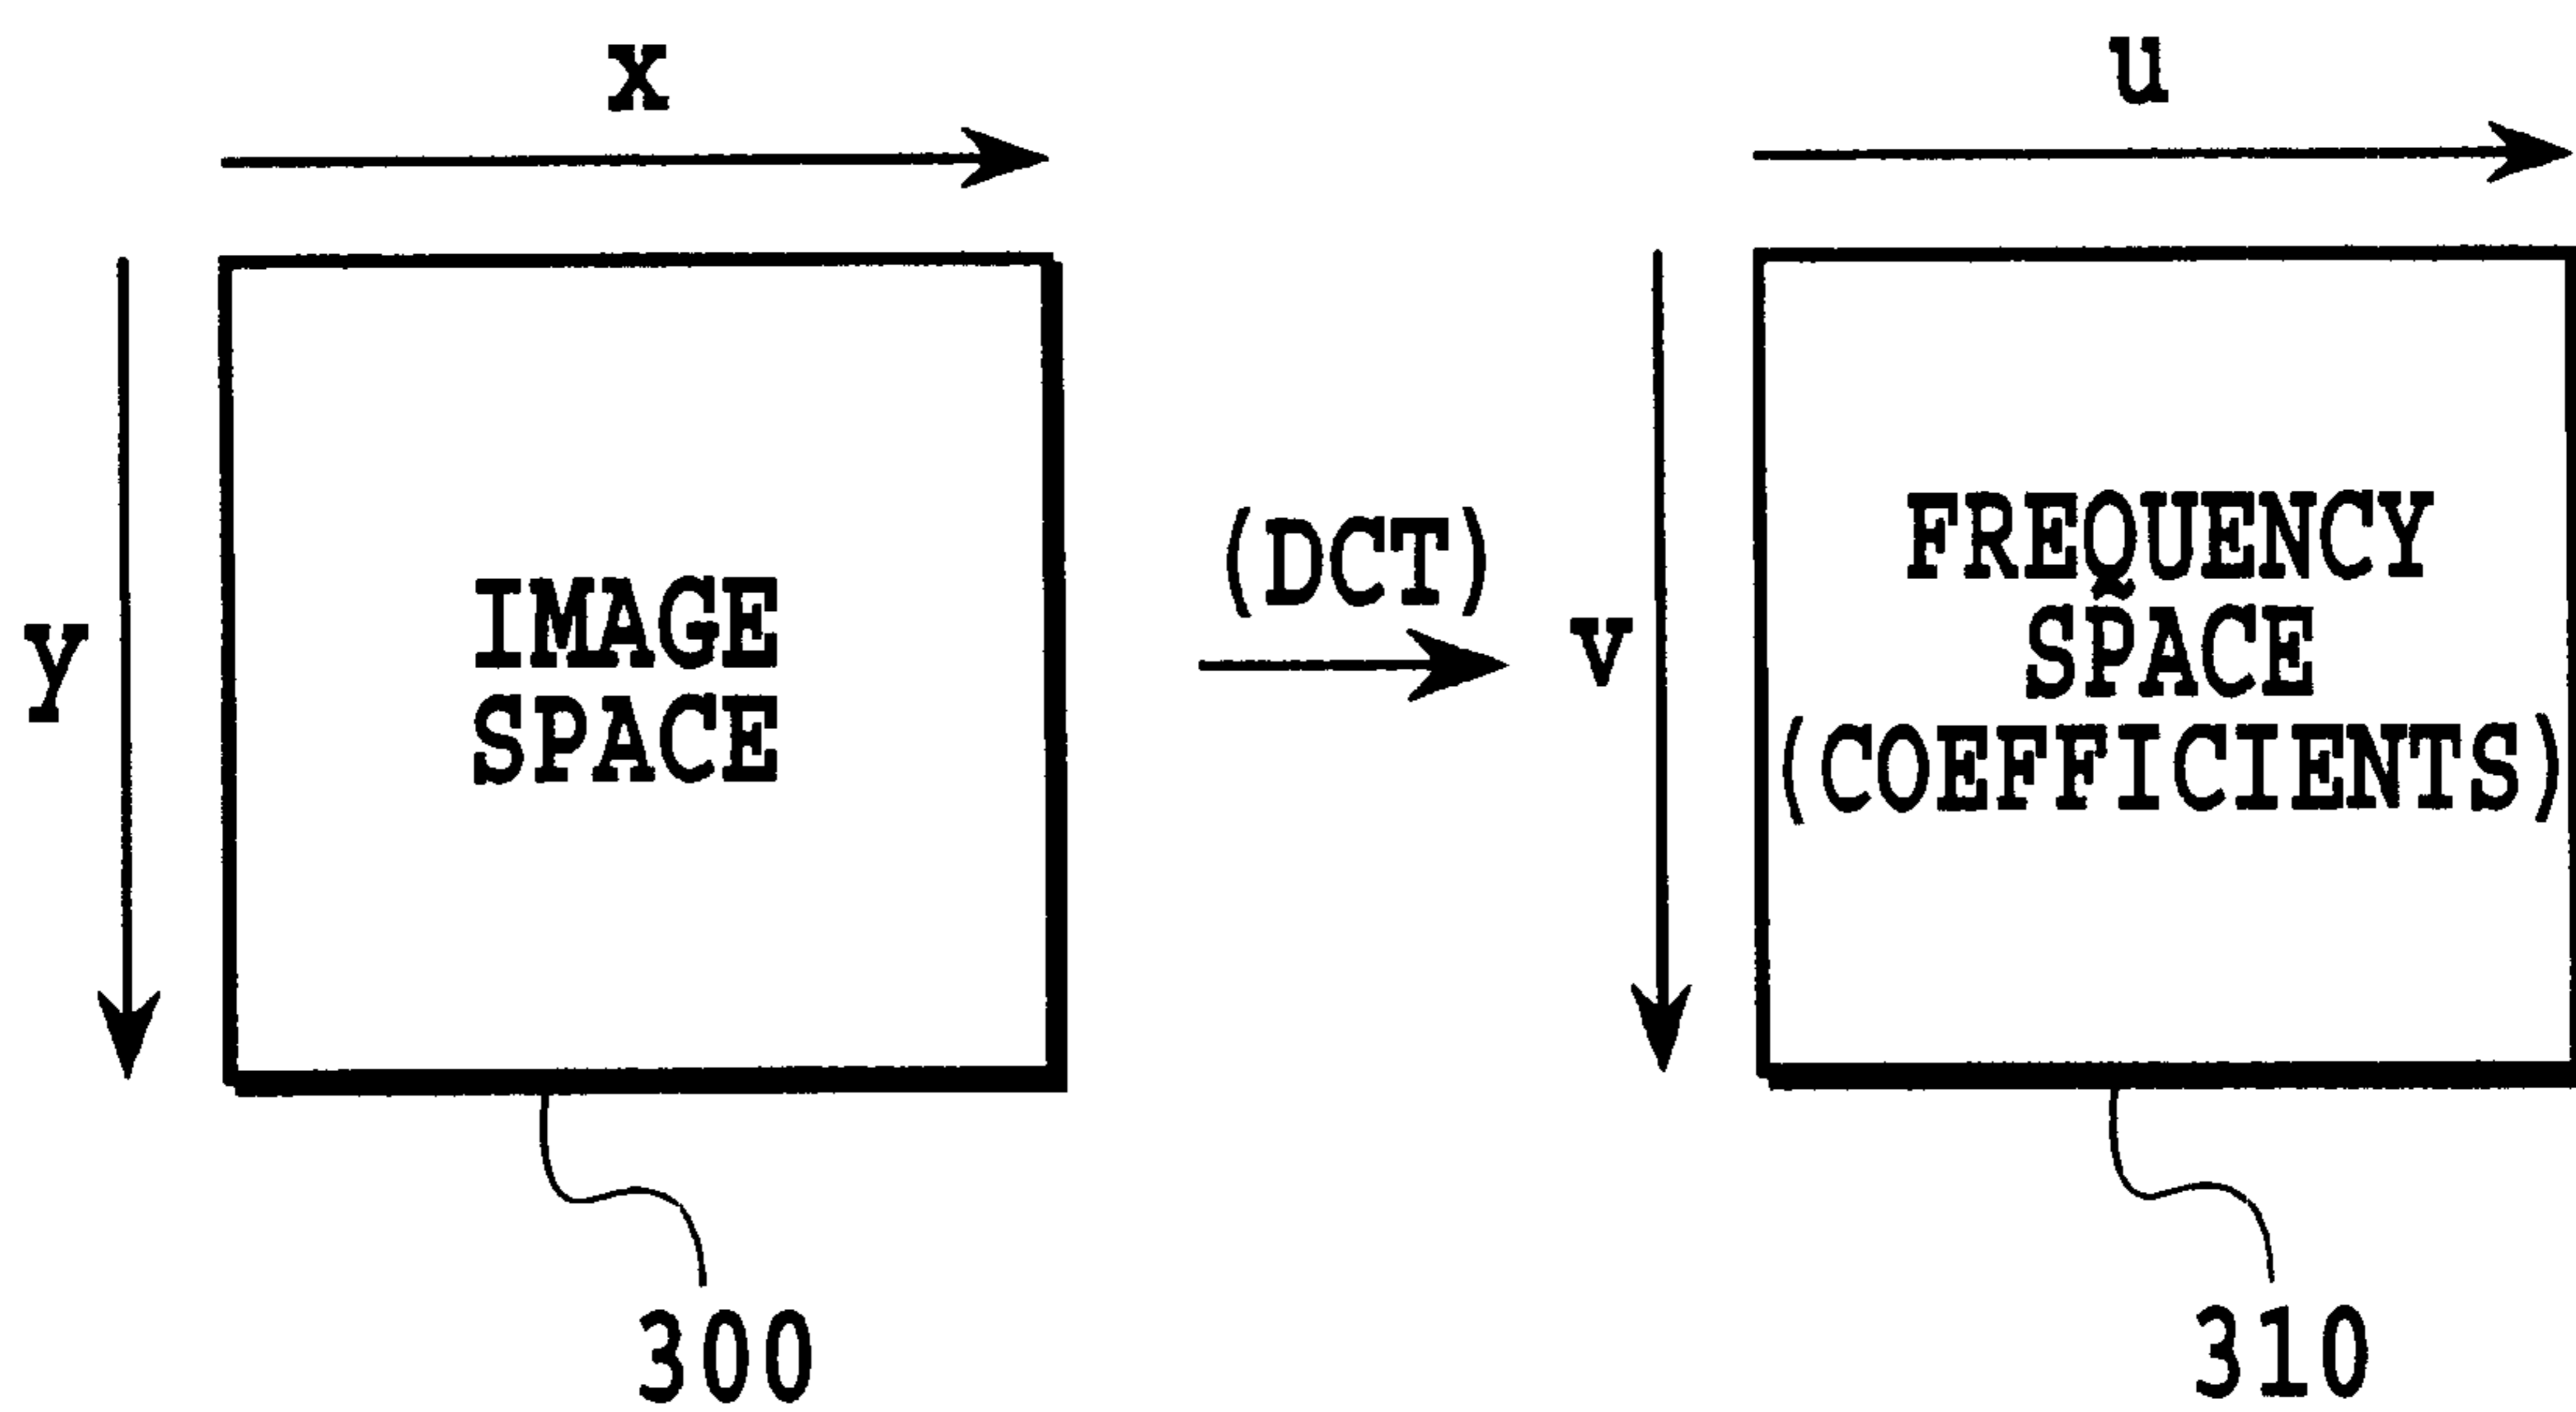 x
u
y
IMAGE
SPACE
(DCT)
v
FREQUENCY
SPACE
(COEFFICIENTS)
300
310